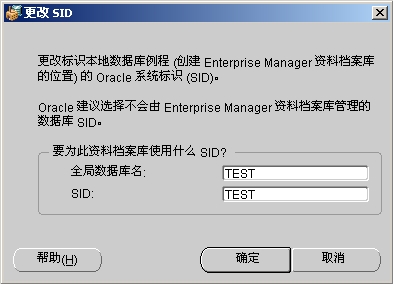 更改 SID
更改标识本地数据库例程 (创建 Enterprise Manager 资料档案库
的位置) 的 Oracle 系统标识 (SID)。
Oracle 建议选择不会由 Enterprise Manager 资料档案库管理的
数据库 SID。
要为此资料档案库使用什么 SID?
全局数据库名: TEST
SID: TEST
帮助(H) 确定 取消